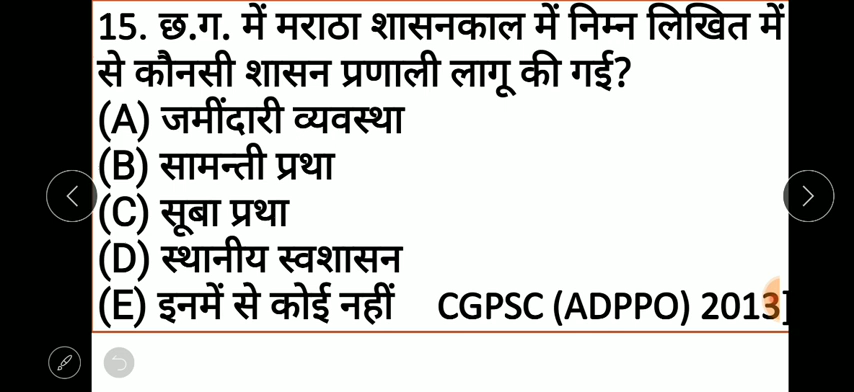 15. छ.ग. में मराठा शासनकाल में निम्न लिखित में
से कौनसी शासन प्रणाली लागू की गई?
(A) जमींदारी व्यवस्था
(B) सामन्ती प्रथा
(C) सूबा प्रथा
(D) स्थानीय स्वशासन
(E) इनमें से कोई नहीं CGPSC (ADPPO) 2013]